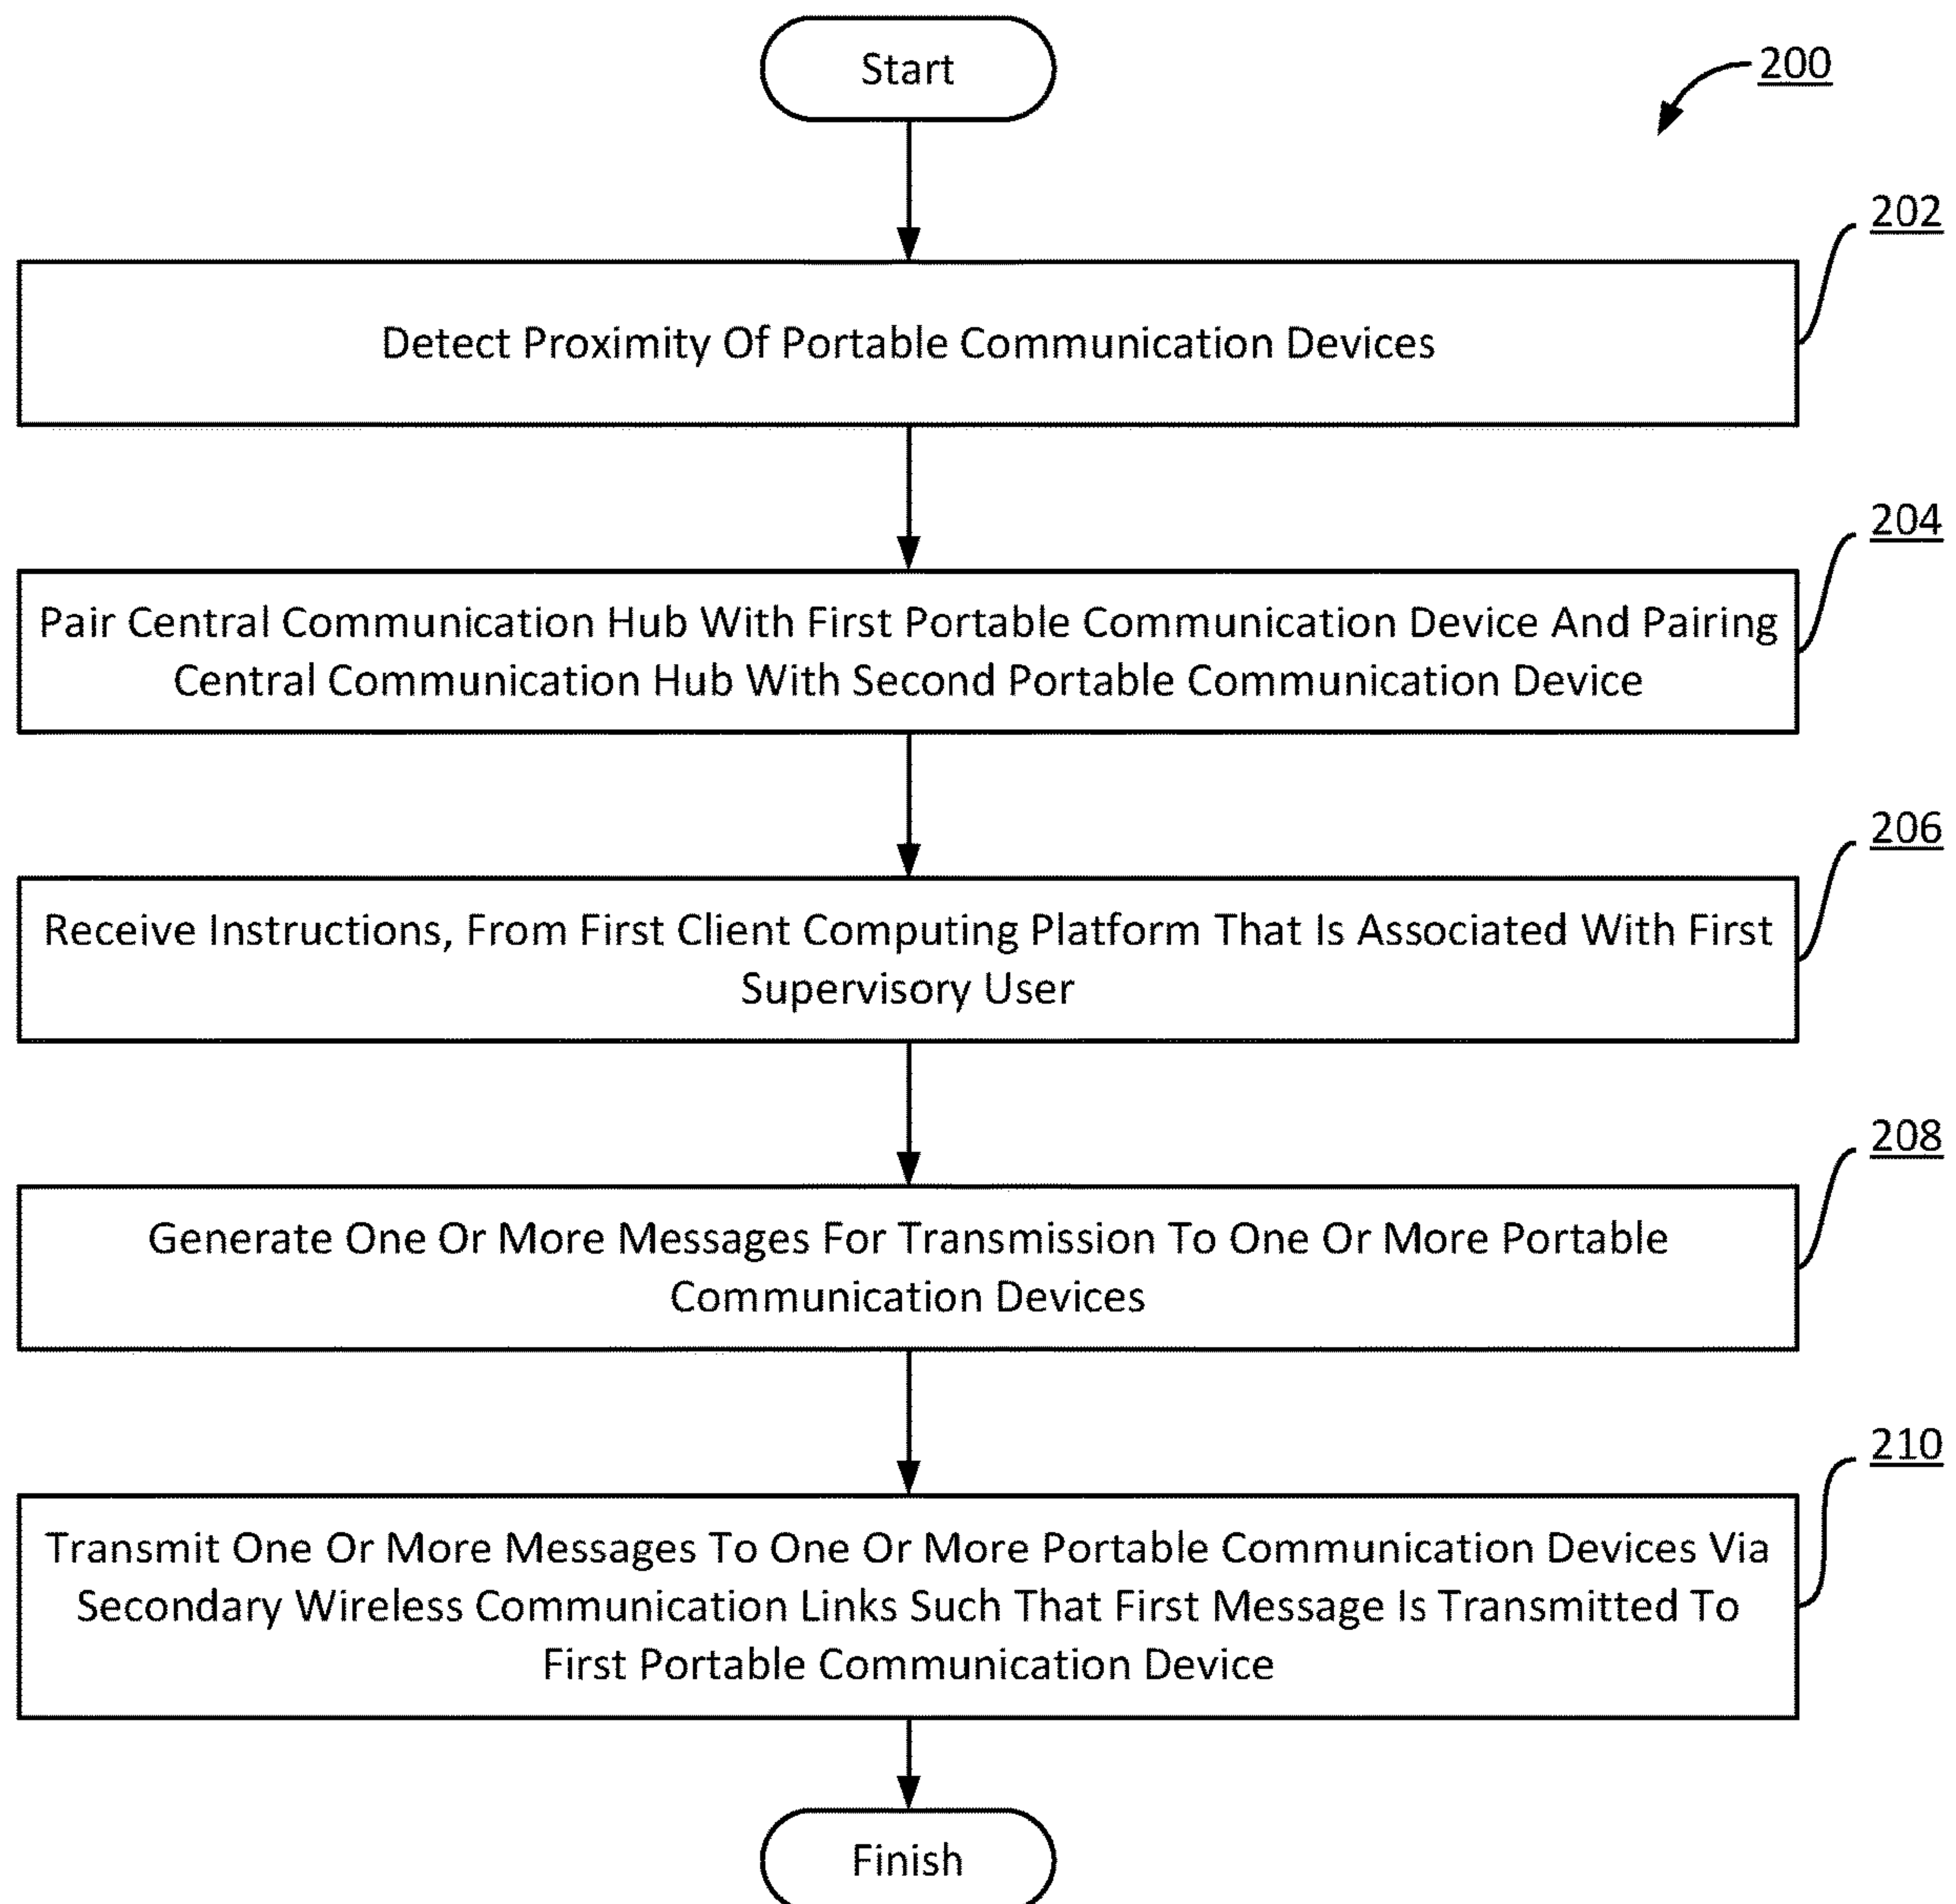 Start
200
202
Detect Proximity Of Portable Communication Devices
204
Pair Central Communication Hub With First Portable Communication Device And Pairing
Central Communication Hub With Second Portable Communication Device
206
Receive Instructions, From First Client Computing Platform That Is Associated With First
Supervisory User
208
Generate One Or More Messages For Transmission To One Or More Portable
Communication Devices
210
Transmit One Or More Messages To One Or More Portable Communication Devices Via
Secondary Wireless Communication Links Such That First Message Is Transmitted To
First Portable Communication Device
Finish